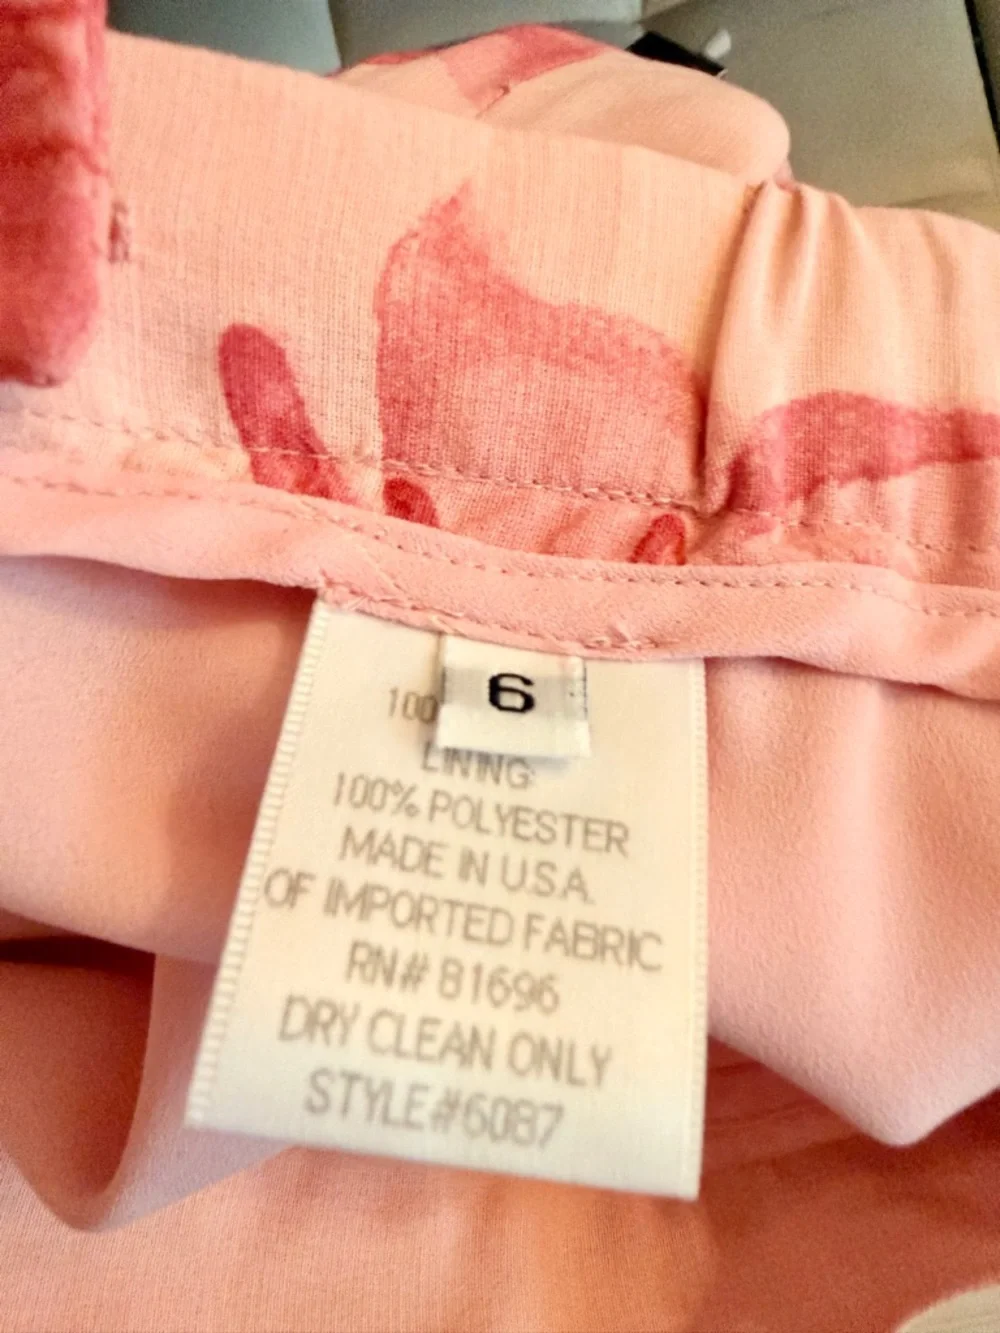 6
100
LINING:
100% POLYESTER
MADE IN U.S.A.
OF IMPORTED FABRIC
RN# 81696
DRY CLEAN ONLY
STYLE#6087